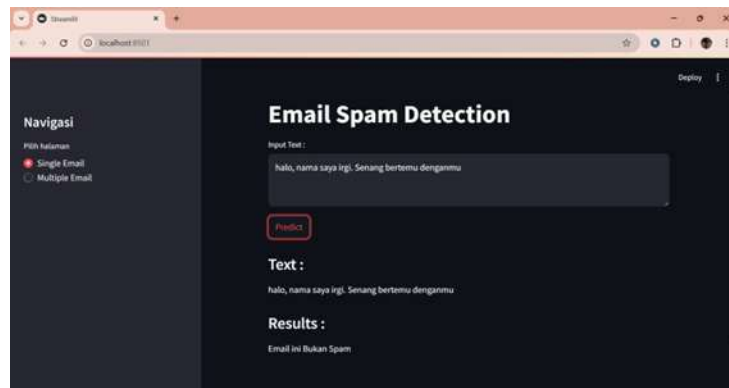 Streamlit
localhost:8501
Deploy
Navigasi
Pilih halaman
Single Email
Multiple Email
Email Spam Detection
Input Text :
halo, nama saya irgi. Senang bertemu denganmu
Predict
Text :
halo, nama saya irgi. Senang bertemu denganmu
Results :
Email ini Bukan Spam